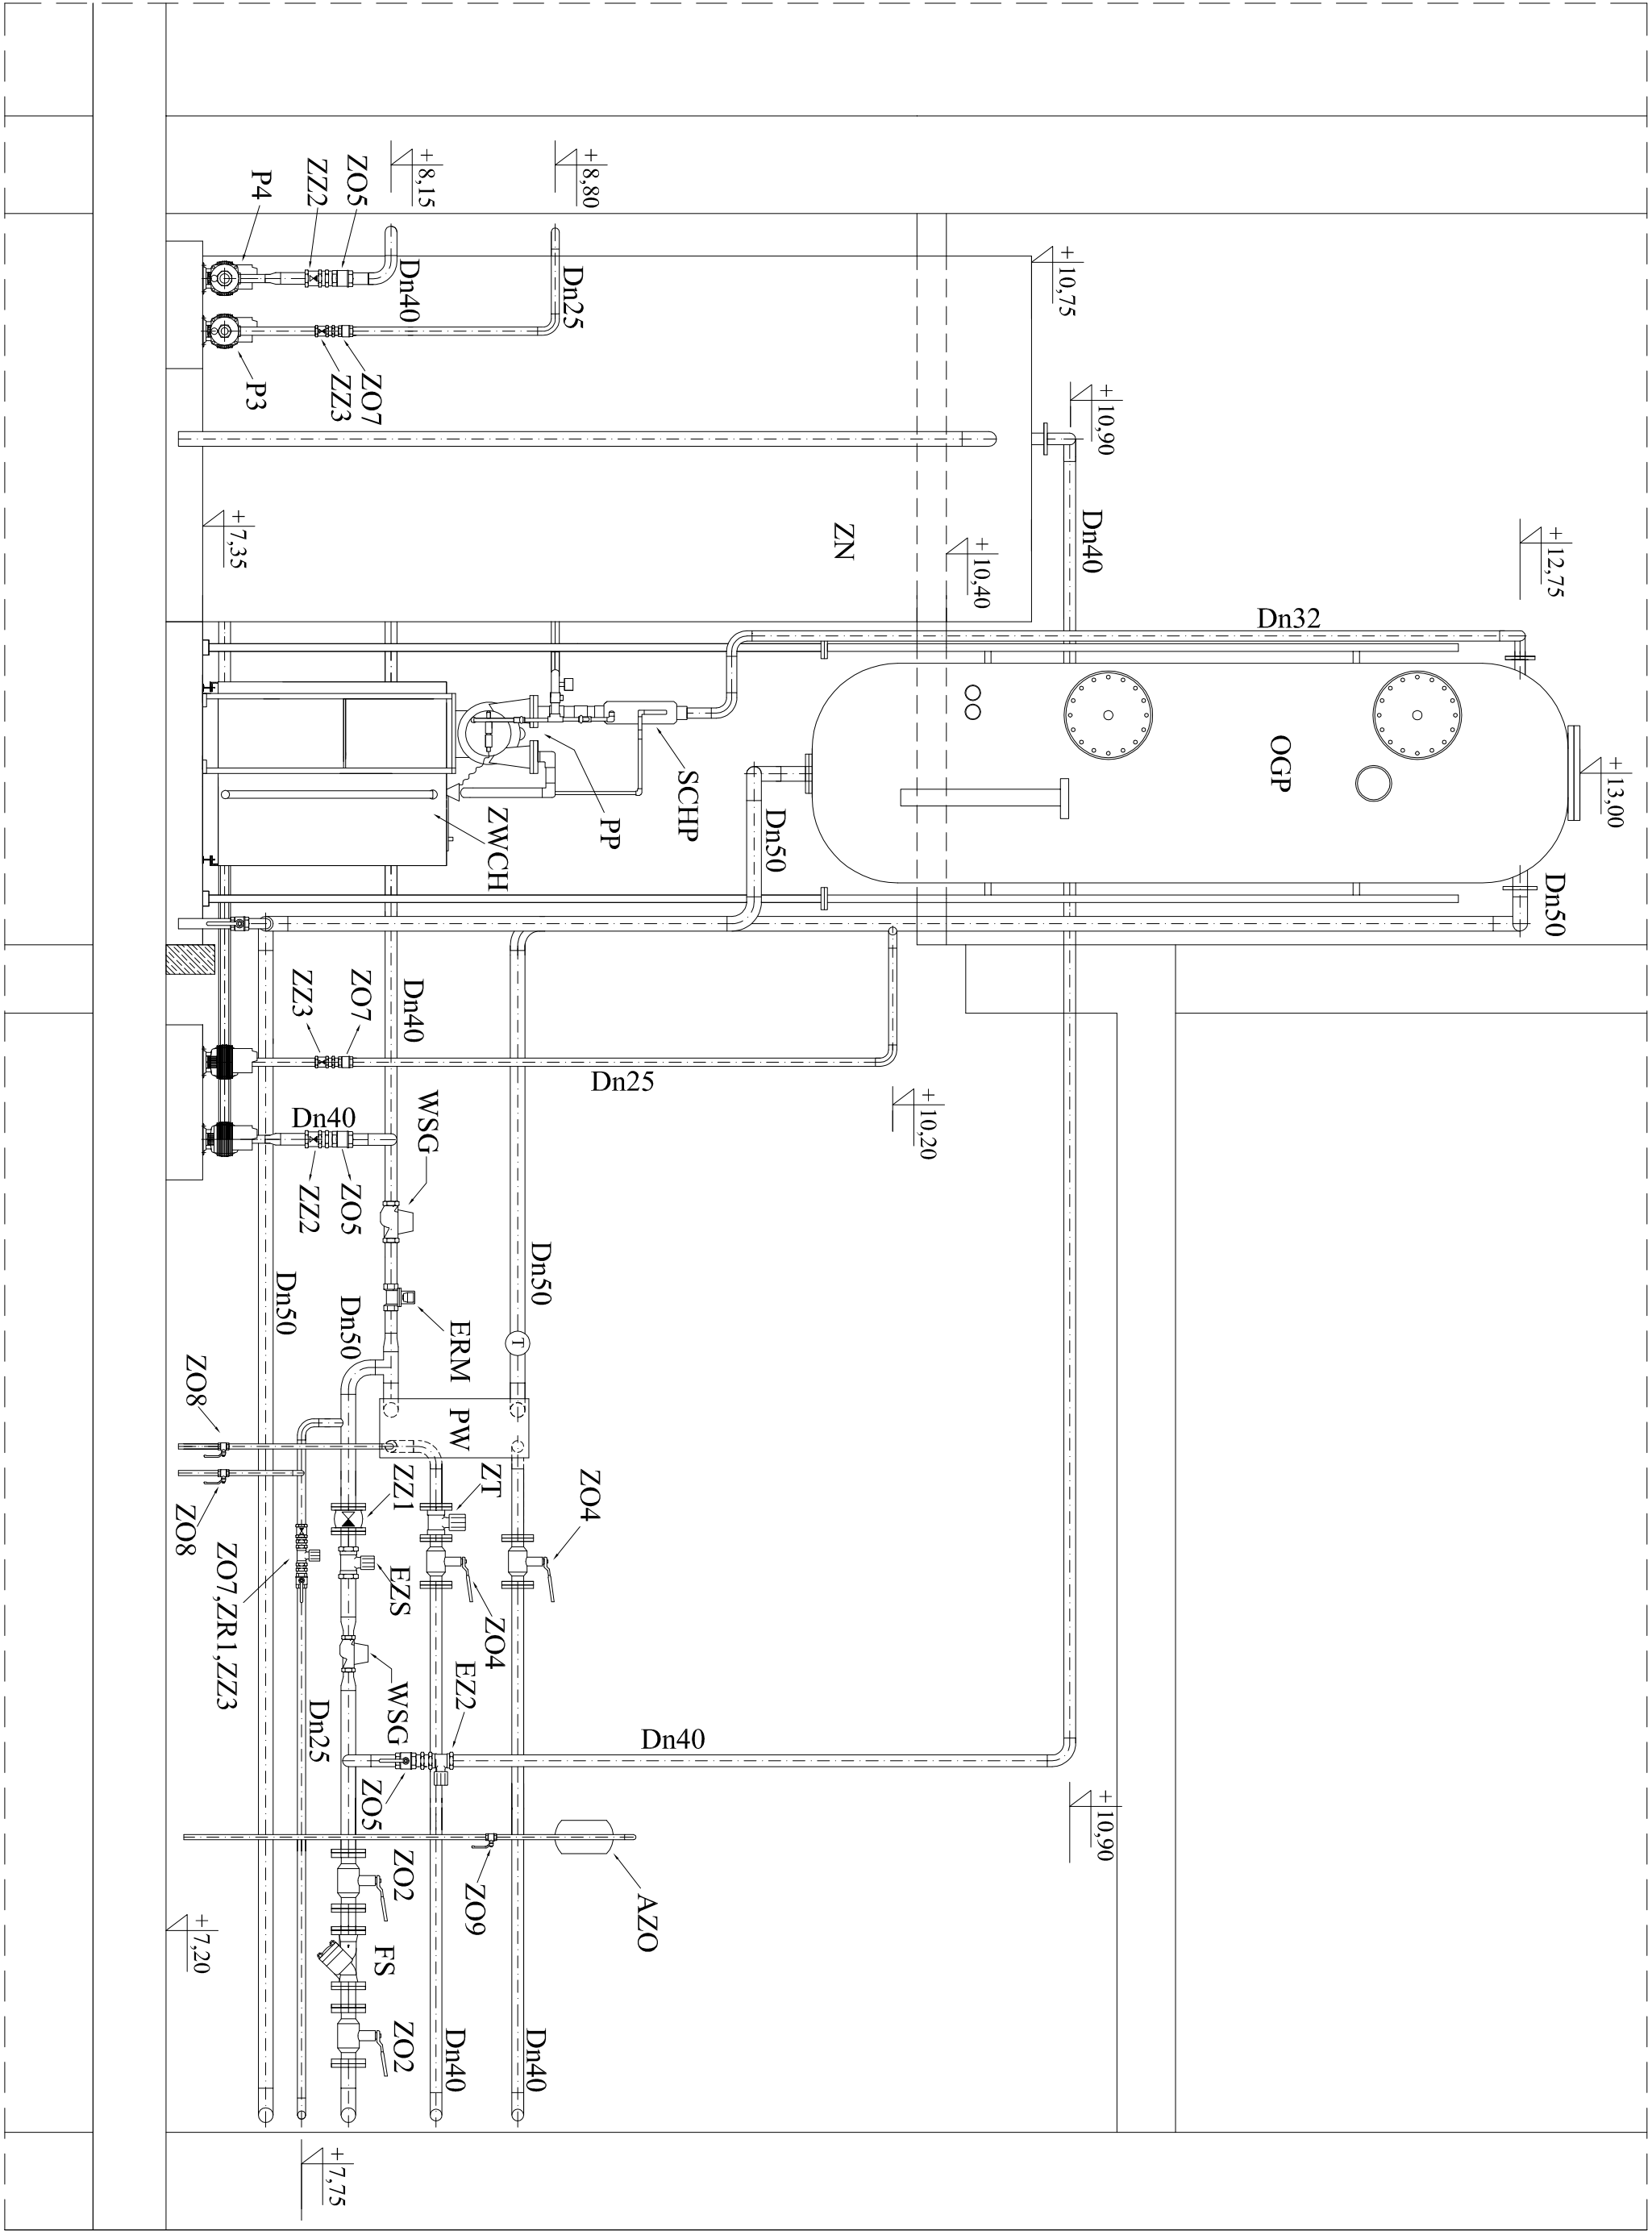 +13,00
+12,75
Dn50
Dn32
OGP
+10,90
Dn40
+10,90
+10,75
+10,40
+10,20
ZN
Dn50
SCHP
Dn40
AZO
Dn25
PP
ZO4
+8,80
Dn25
Dn50
Dn40
T
ZWCH
ZT
ZO4
ZO9
EZ2
ERM
PW
Dn40
+8,15
WSG
Dn40
Dn40
ZZ1
EZS
WSG
ZO2
FS
ZO2
ZO5
ZO5
ZO7
ZO7
ZO5
Dn50
ZZ3
+7,75
ZZ2
Dn40
Dn25
ZZ3
ZZ2
Dn50
P4
P3
+7,35
ZO7,ZR1,ZZ3
+7,20
ZO8
ZO8